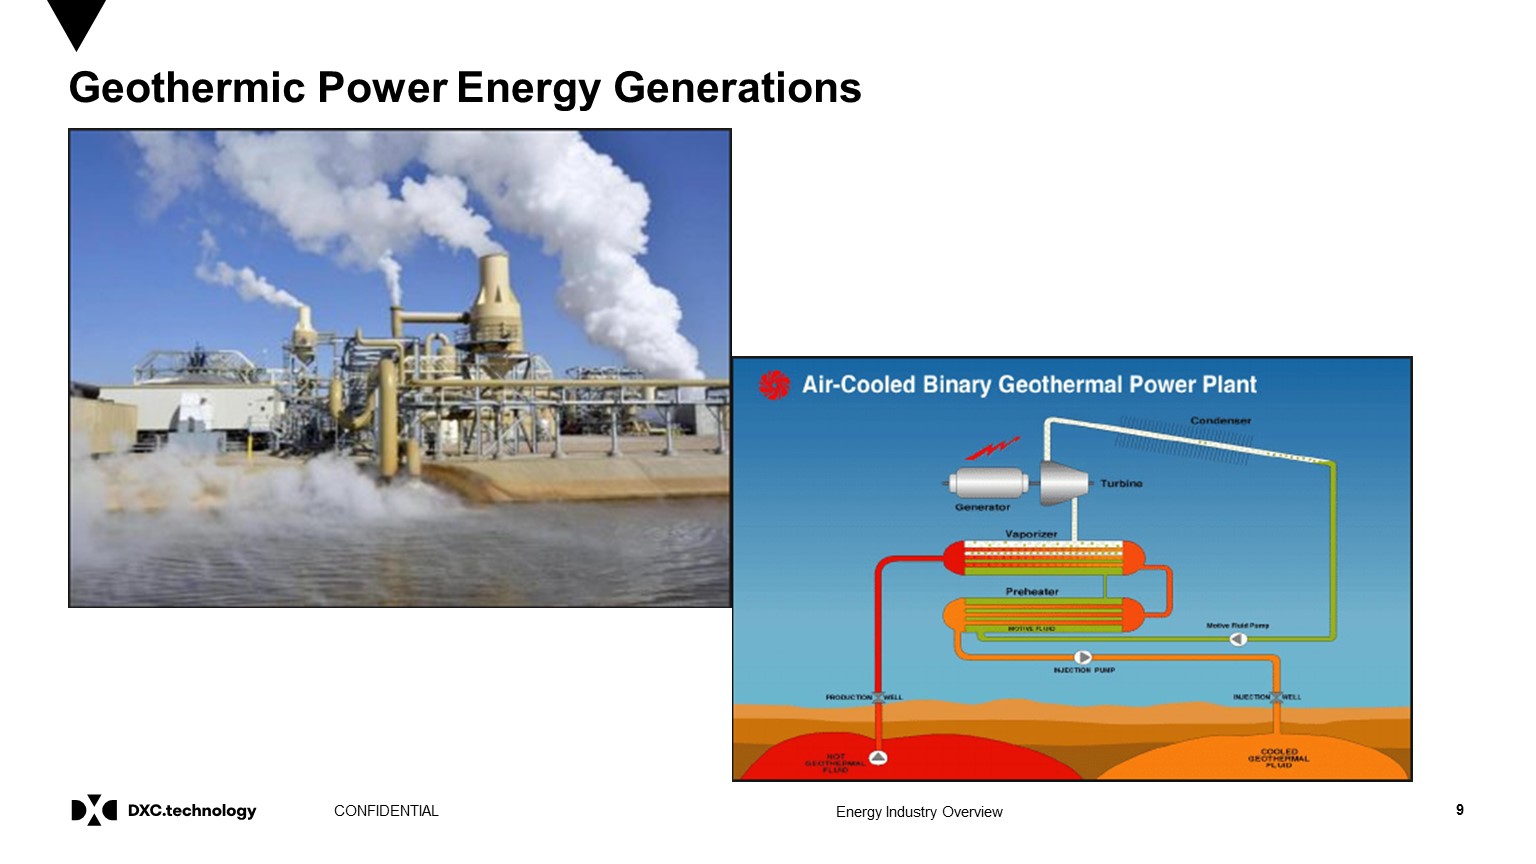 Geothermic Power Energy Generations
Air-Cooled Binary Geothermal Power Plant
Condenser
Turbine
Generator
Vaporizer
Preheater
MOTIVE FLUID
Motive Fluid Pump
INJECTION PUMP
PRODUCTION WELL
INJECTION WELL
HOT
GEOTHERMAL
FLUID
COOLED
GEOTHERMAL
FLUID
DXC.technology
CONFIDENTIAL
Energy Industry Overview
9